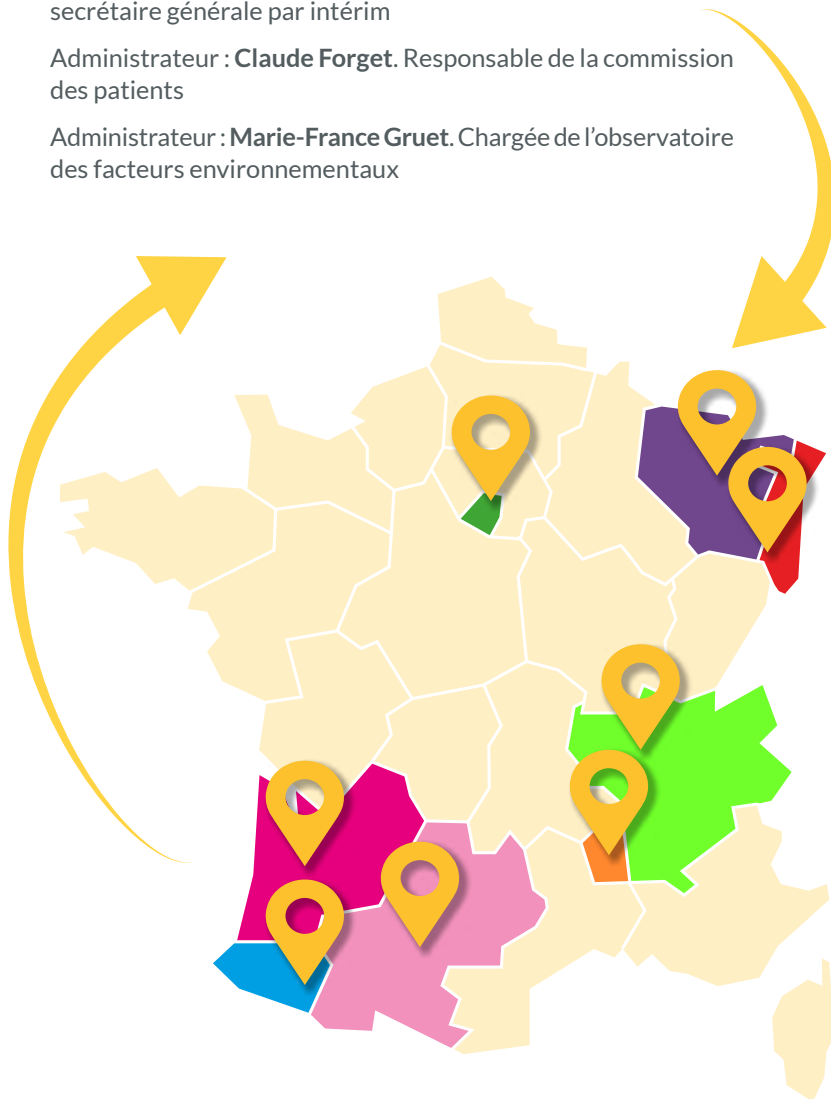 secrétaire générale par intérim
Administrateur : Claude Forget. Responsable de la commission
des patients
Administrateur : Marie-France Gruet. Chargée de l’observatoire
des facteurs environnementaux